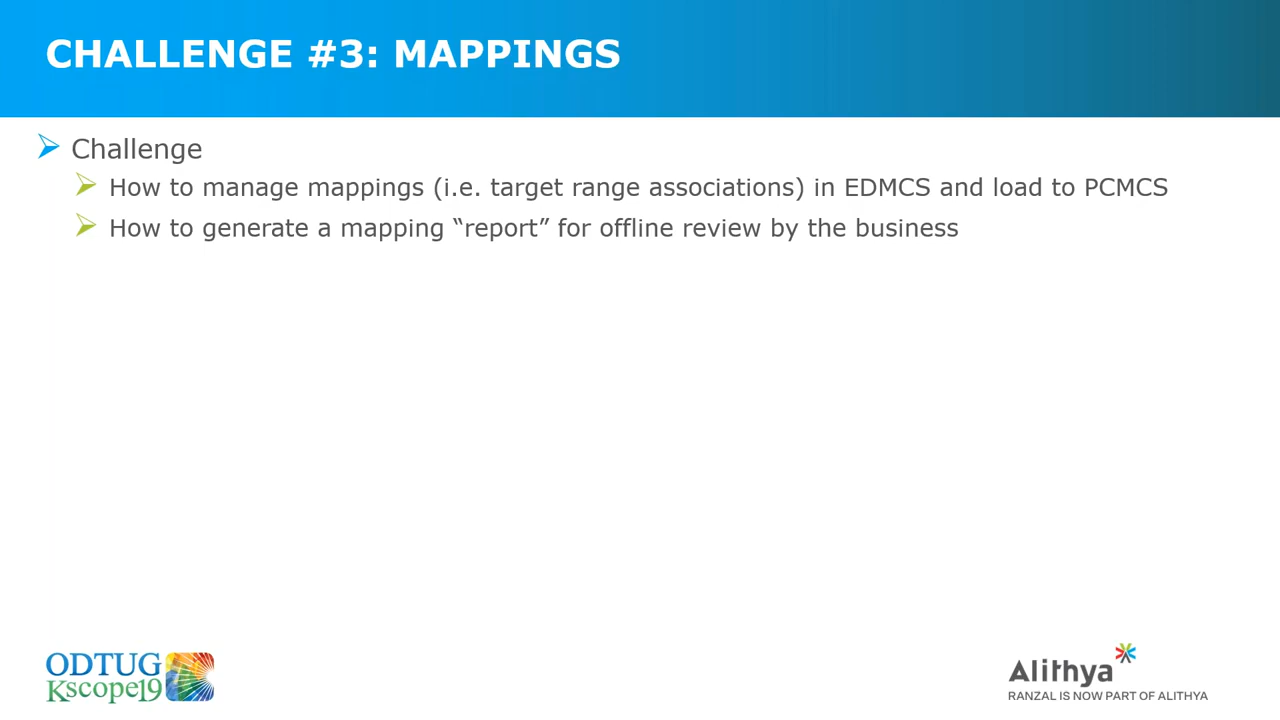 CHALLENGE #3: MAPPINGS
Challenge
How to manage mappings (i.e. target range associations) in EDMCS and load to PCMCS
How to generate a mapping “report” for offline review by the business
ODTUG
Kscope19
Alithya
RANZAL IS NOW PART OF ALITHYA